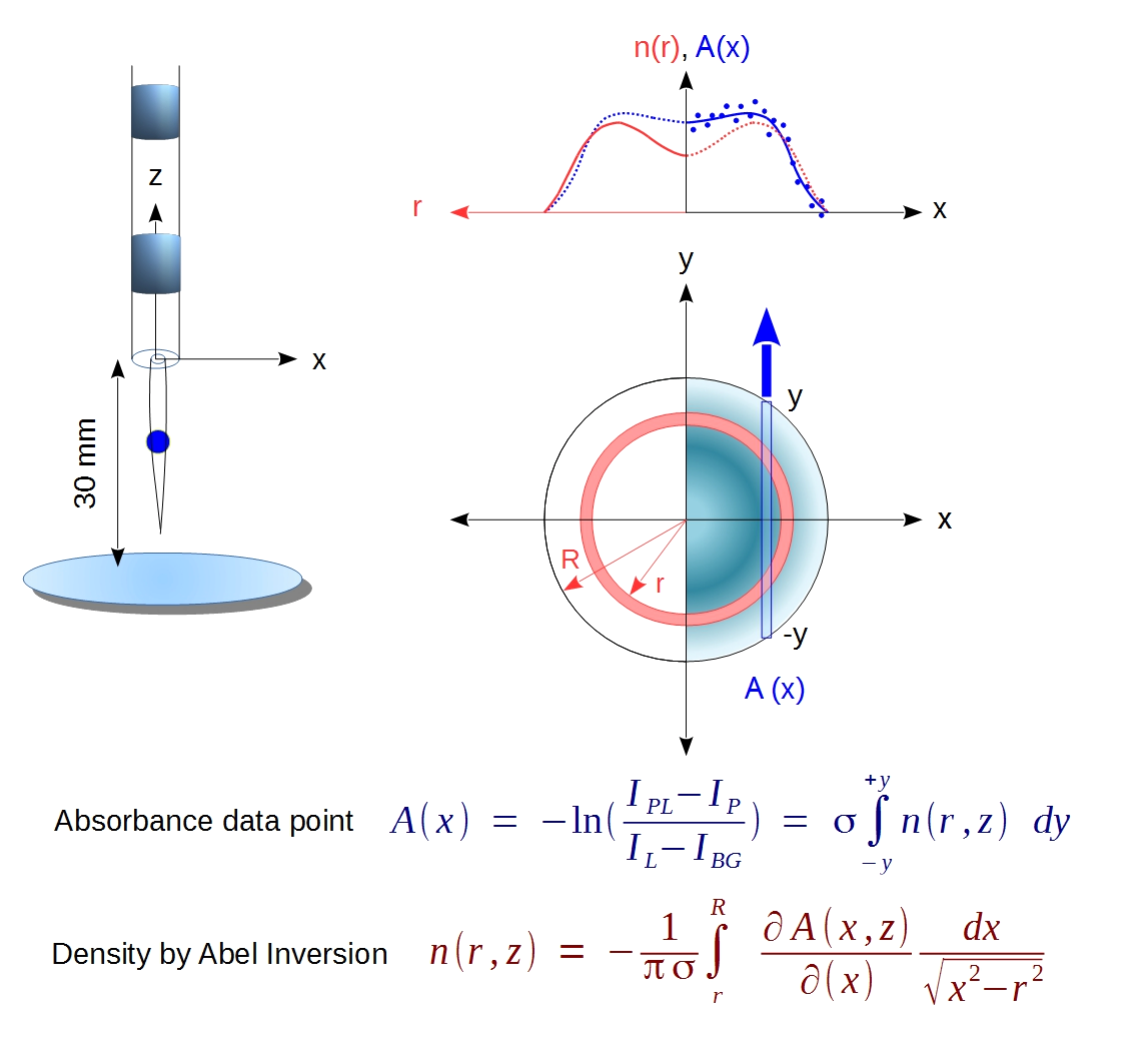 n(r), A(x)
z
r
x
y
x
30 mm
y
x
R
r
-y
A (x)
Absorbance data point A(x) = −ln((I_PL − I_P)/(I_L − I_BG)) = σ ∫_{−y}^{+y} n(r,z) dy
Density by Abel Inversion n(r,z) = −(1/(πσ)) ∫_r^R (∂A(x,z)/∂(x)) (dx/√(x²−r²))